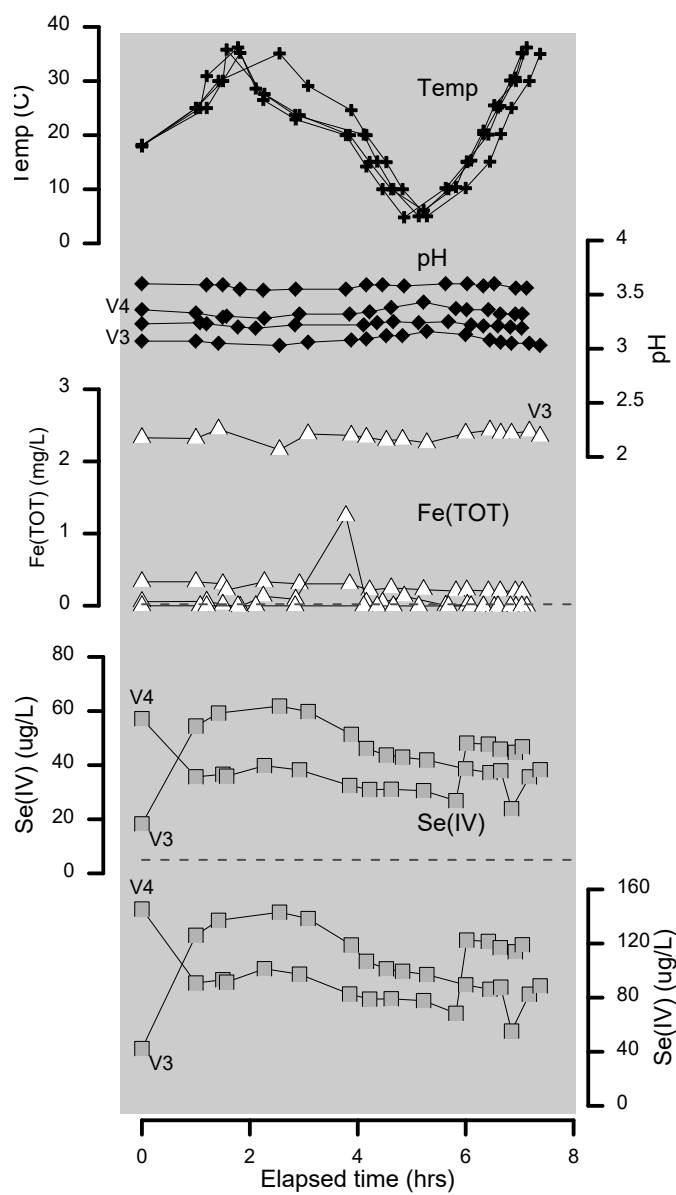 40
30
20
10
0
Temp (C)
Temp
pH
4
3.5
3
2.5
2
pH
V4
V3
3
2
1
0
Fe(TOT) (mg/L)
V3
Fe(TOT)
80
60
40
20
0
Se(IV) (ug/L)
V4
V3
Se(IV)
V4
V3
160
120
80
40
0
Se(IV) (ug/L)
0 2 4 6 8
Elapsed time (hrs)